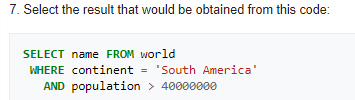 7. Select the result that would be obtained from this code:
SELECT name FROM world
WHERE continent = 'South America'
AND population > 40000000